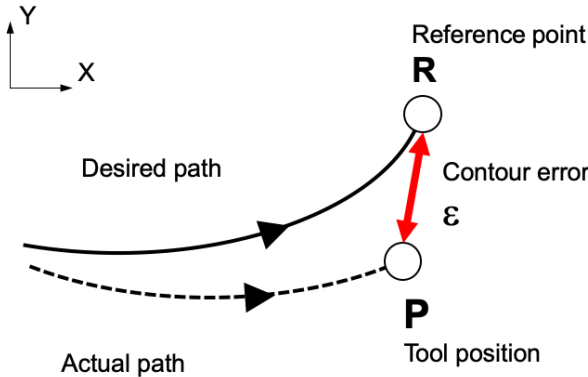 Y
X
Reference point
R
Desired path
Contour error
ε
P
Tool position
Actual path